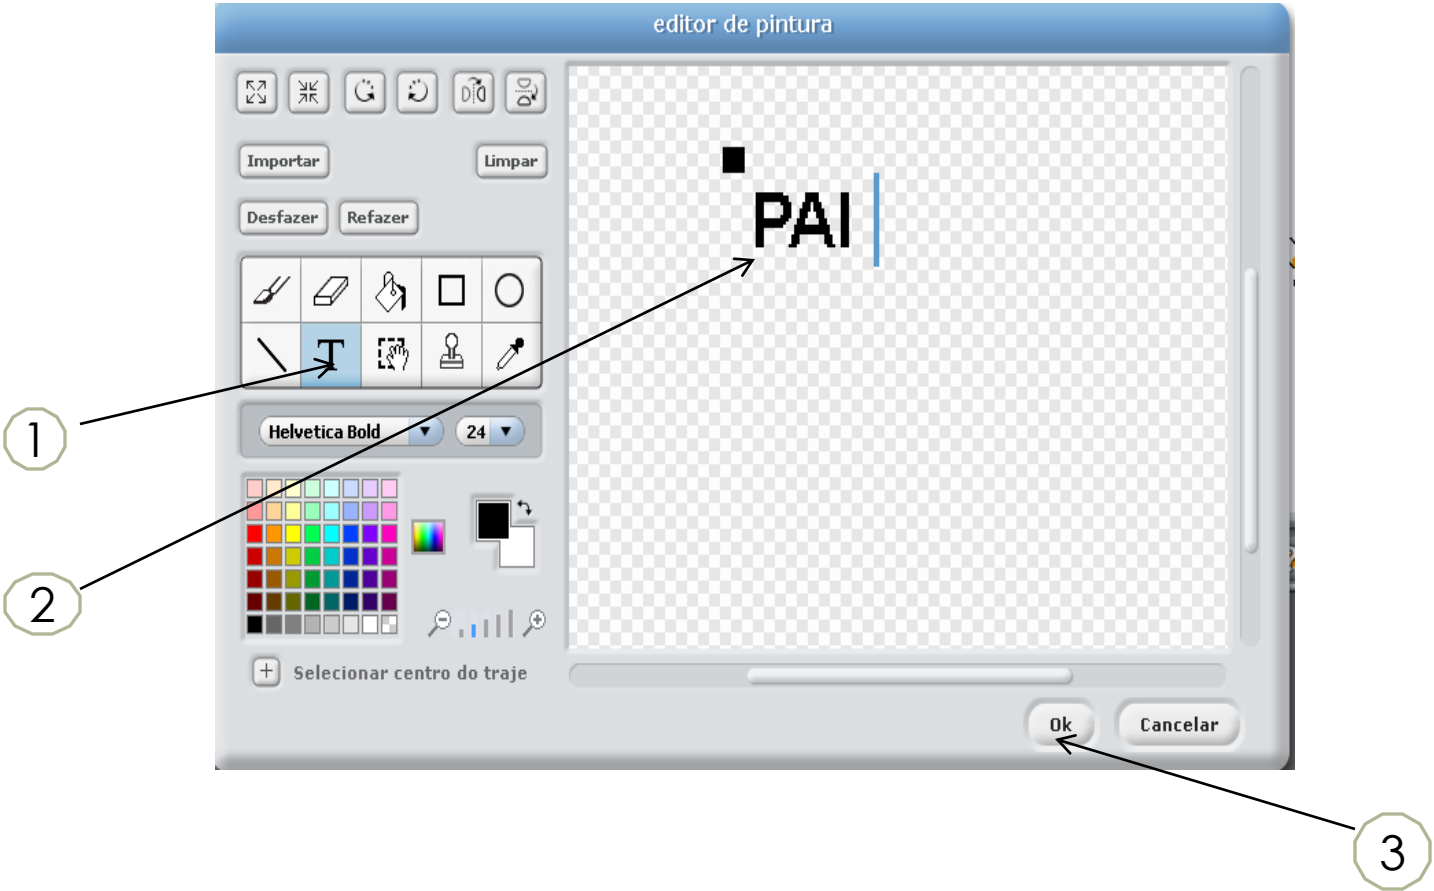 editor de pintura
Importar
Limpar
Desfazer
Refazer
T
Helvetica Bold
24
Selecionar centro do traje
PAI
Ok
Cancelar
1
2
3